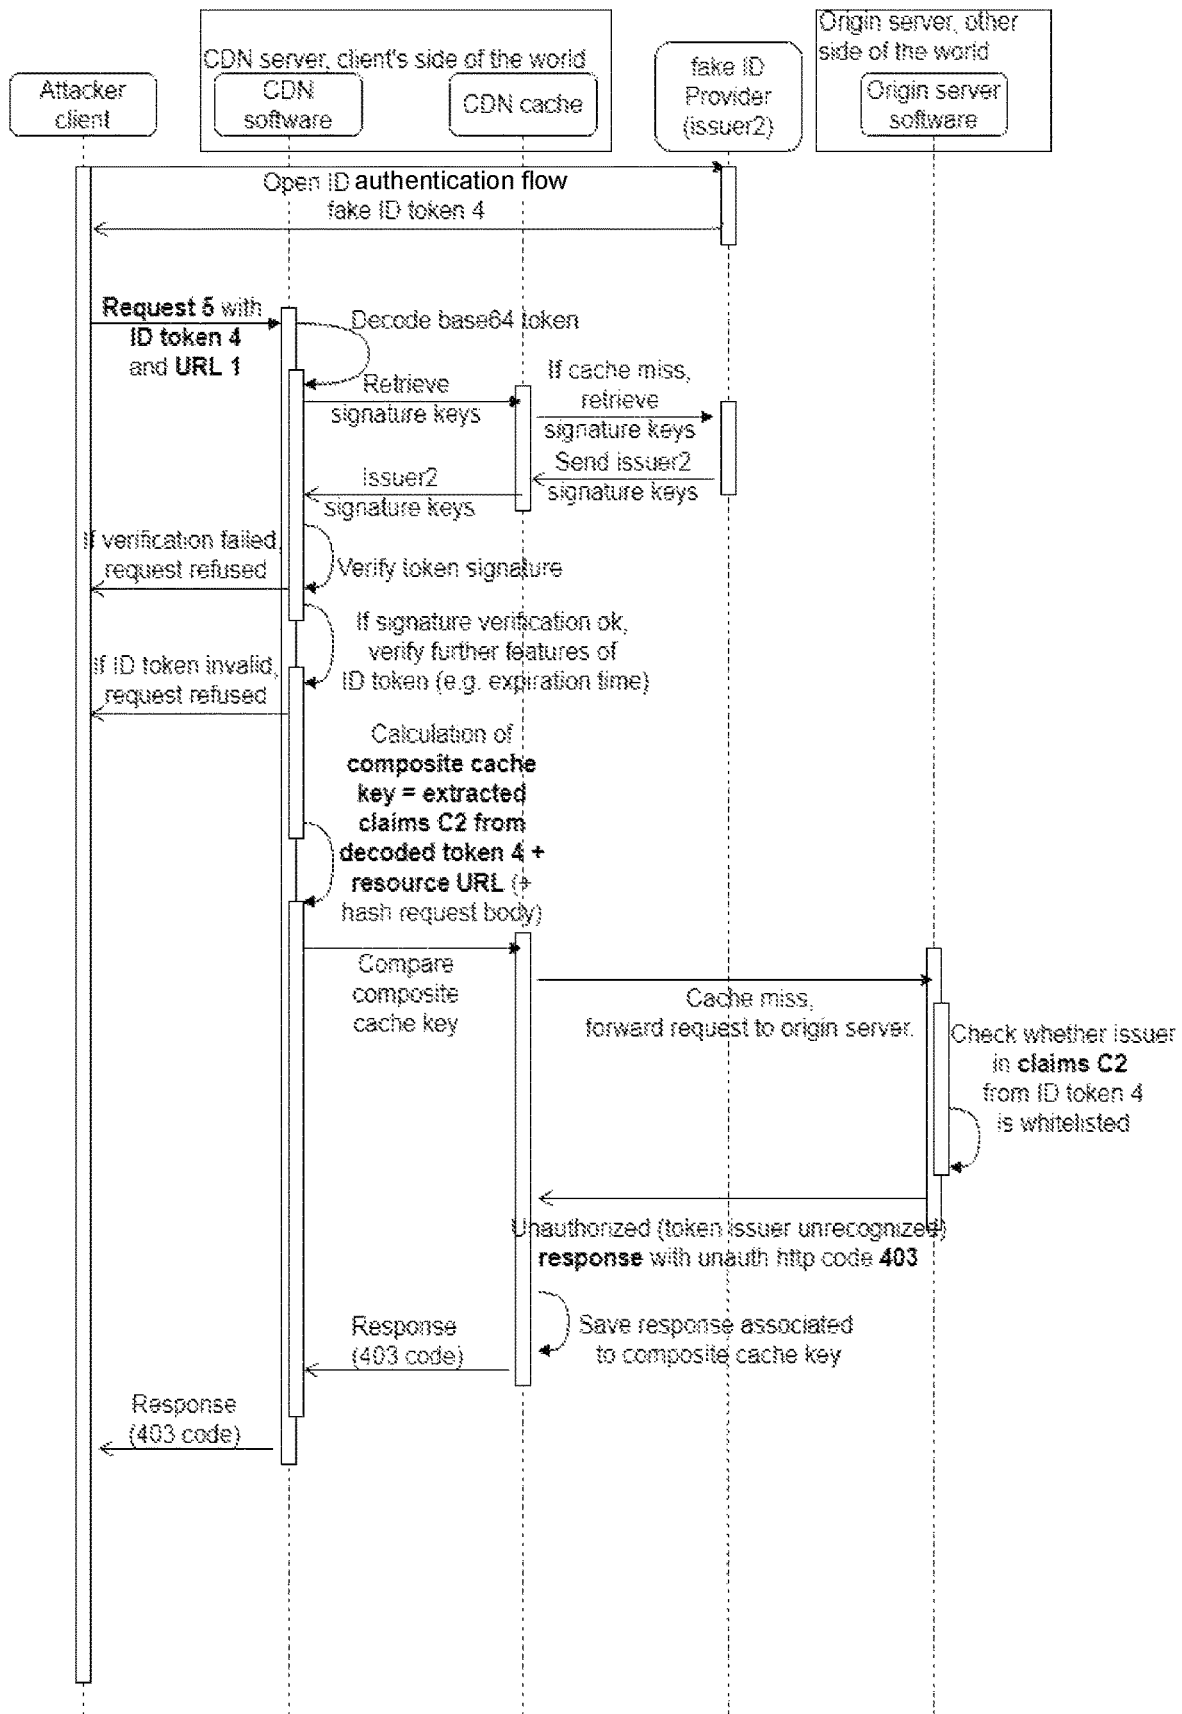 CDN server, client's side of the world
Origin server, other
side of the world
Attacker
client
CDN
software
CDN cache
fake ID
Provider
(issuer2)
Origin server
software
Open ID authentication flow
fake ID token 4
Request 5 with
ID token 4
and URL 1
Decode base64 token
Retrieve
signature keys
If cache miss,
retrieve
signature keys
Send issuer2
signature keys
Issuer2
signature keys
If verification failed,
request refused
Verify token signature
If signature verification ok,
verify further features of
ID token (e.g. expiration time)
If ID token invalid,
request refused
Calculation of
composite cache
key = extracted
claims C2 from
decoded token 4 +
resource URL (+
hash request body)
Compare
composite
cache key
Cache miss,
forward request to origin server.
Check whether issuer
in claims C2
from ID token 4
is whitelisted
Unauthorized (token issuer unrecognized)
response with unauth http code 403
Save response associated
to composite cache key
Response
(403 code)
Response
(403 code)